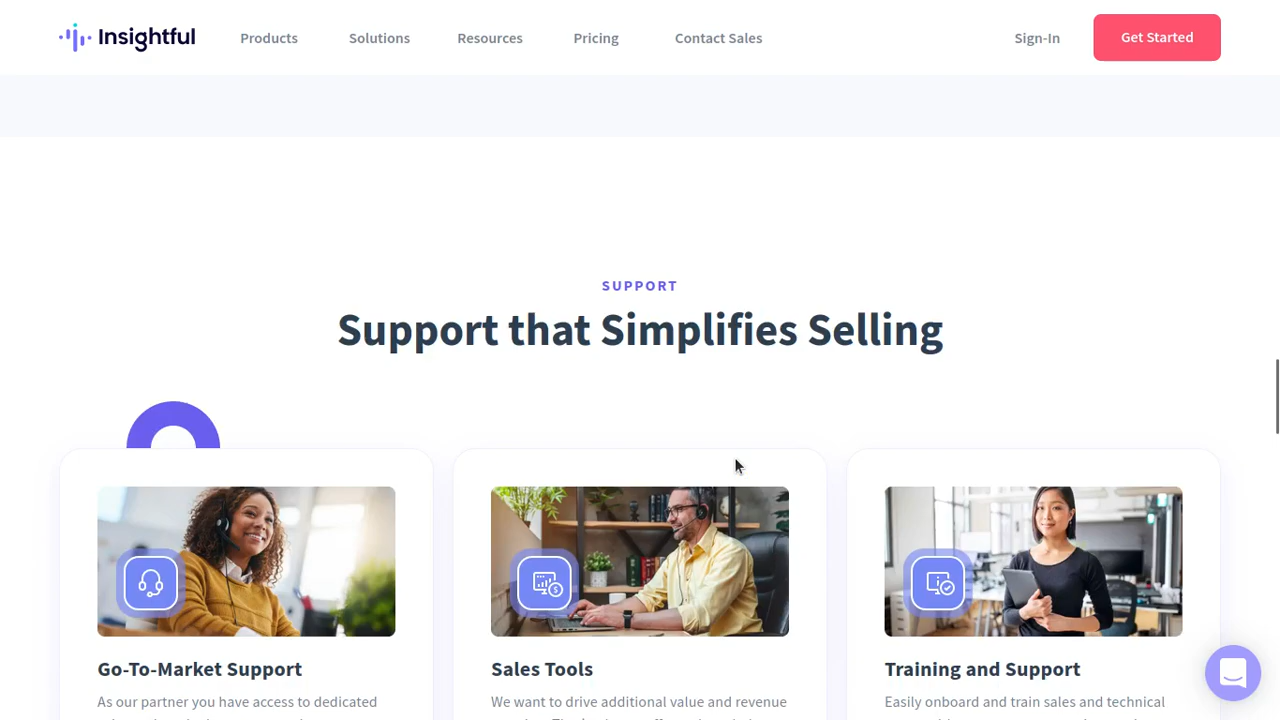 Insightful
Products
Solutions
Resources
Pricing
Contact Sales
Sign-In
Get Started
SUPPORT
Support that Simplifies Selling
Go-To-Market Support
As our partner you have access to dedicated
Sales Tools
We want to drive additional value and revenue
Training and Support
Easily onboard and train sales and technical